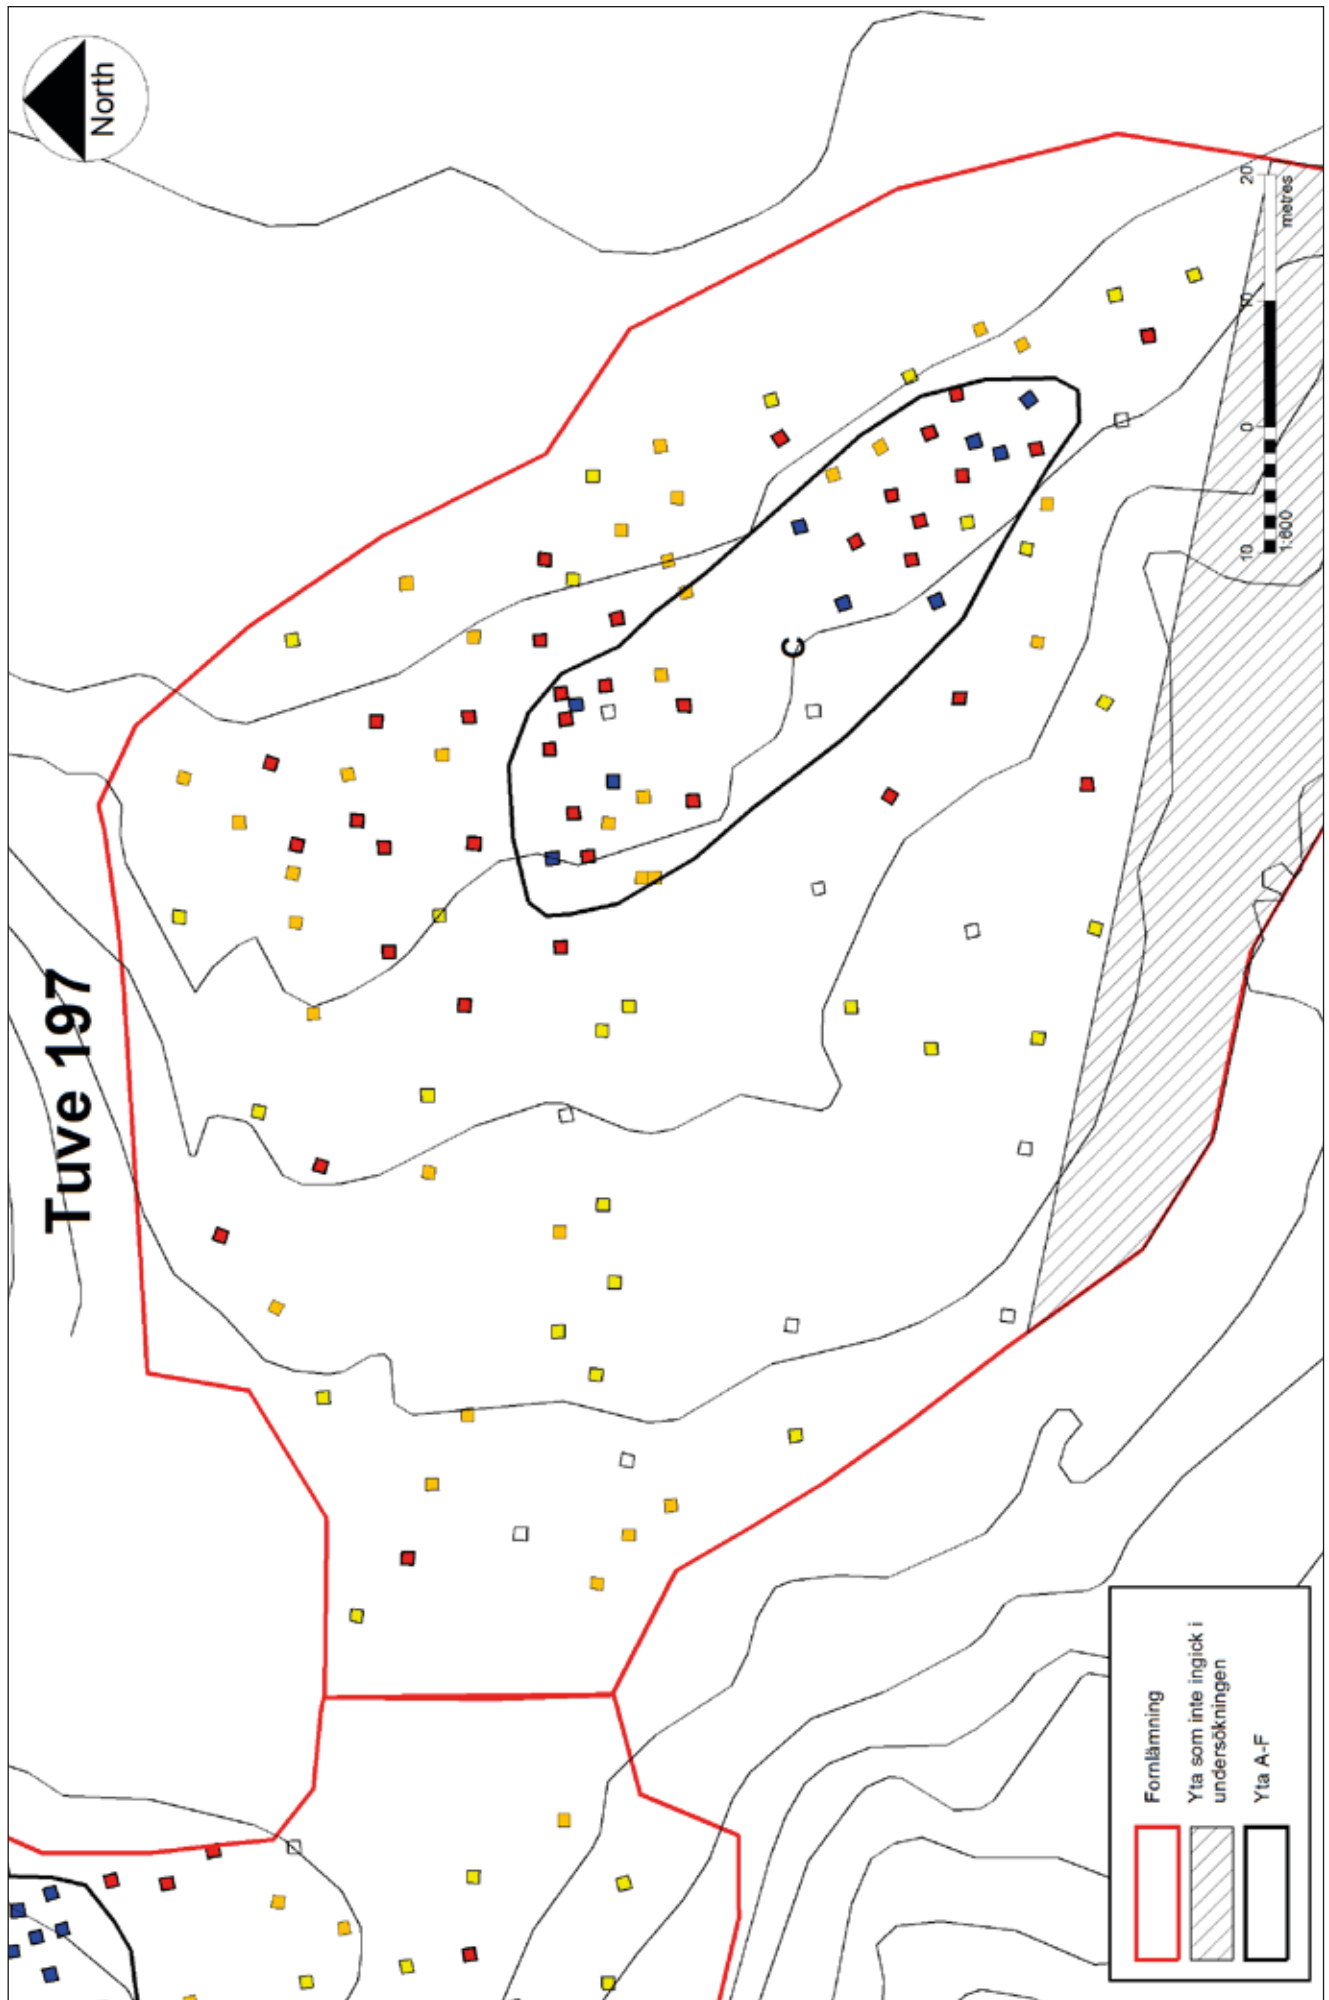 Tuve 197
North
C
10 0 10 20
metres
1:600
Fornlämning
Yta som inte ingick i
undersökningen
Yta A-F